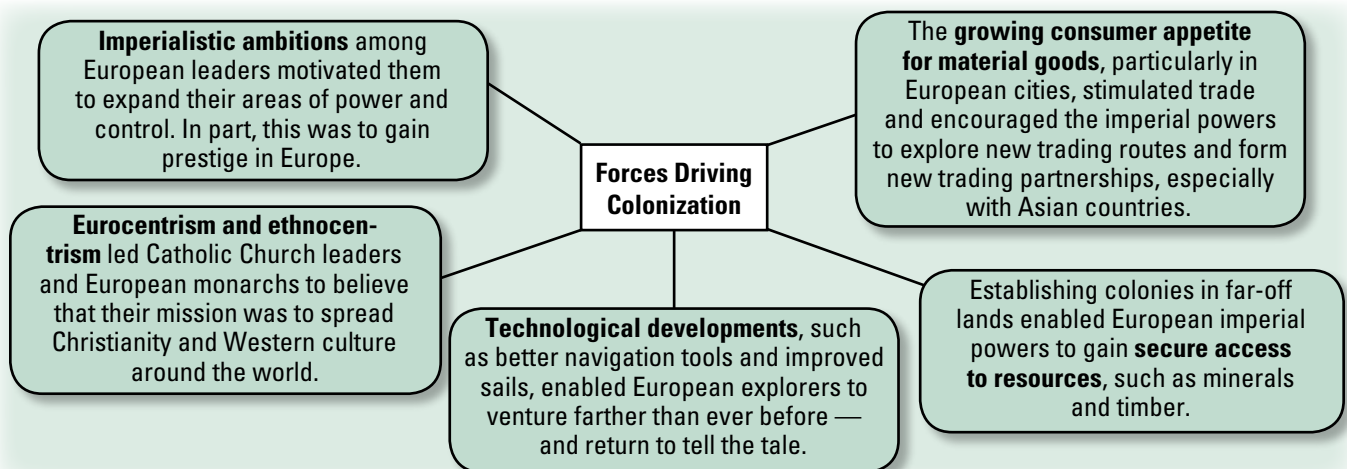 Imperialistic ambitions among
European leaders motivated them
to expand their areas of power and
control. In part, this was to gain
prestige in Europe.
The growing consumer appetite
for material goods, particularly in
European cities, stimulated trade
and encouraged the imperial powers
to explore new trading routes and form
new trading partnerships, especially
with Asian countries.
Forces Driving
Colonization
Eurocentrism and ethnocen-
trism led Catholic Church leaders
and European monarchs to believe
that their mission was to spread
Christianity and Western culture
around the world.
Technological developments, such
as better navigation tools and improved
sails, enabled European explorers to
venture farther than ever before —
and return to tell the tale.
Establishing colonies in far-off
lands enabled European imperial
powers to gain secure access
to resources, such as minerals
and timber.